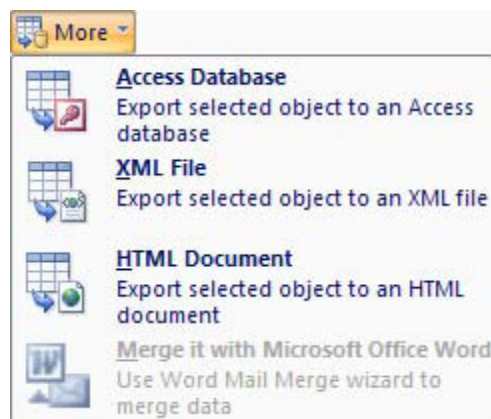 More
Access Database
Export selected object to an Access
database
XML File
Export selected object to an XML file
HTML Document
Export selected object to an HTML
document
Merge it with Microsoft Office Word
Use Word Mail Merge wizard to
merge data